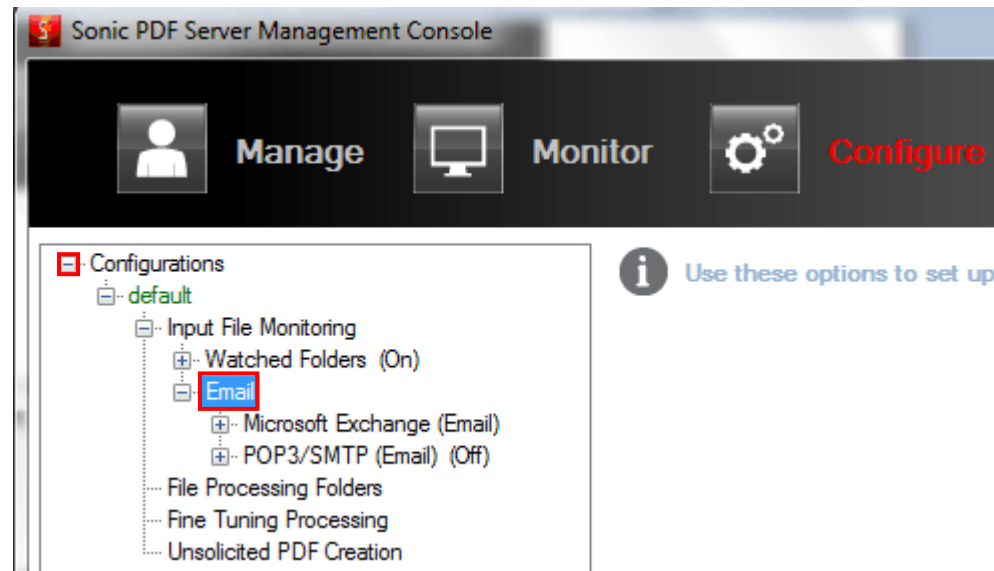 Sonic PDF Server Management Console
Manage Monitor Configure
Configurations
default
Input File Monitoring
Watched Folders (On)
Email
Microsoft Exchange (Email)
POP3/SMTP (Email) (Off)
File Processing Folders
Fine Tuning Processing
Unsolicited PDF Creation
Use these options to set up